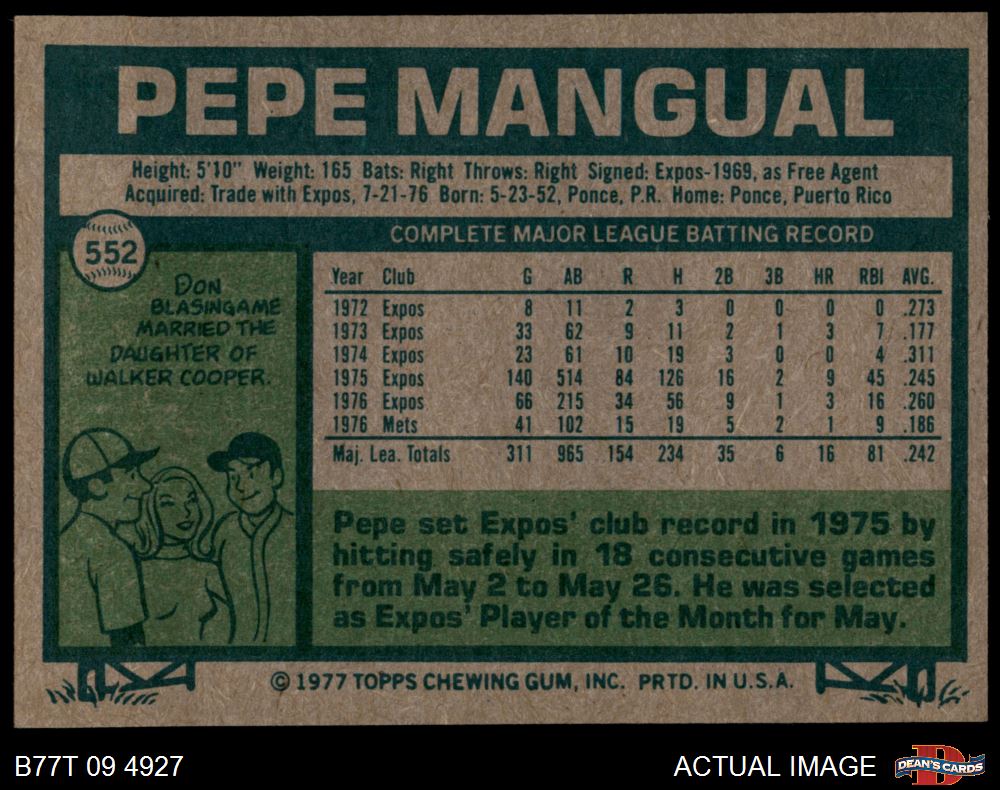 PEPE MANGUAL
Height: 5'10" Weight: 165 Bats: Right Throws: Right Signed: Expos-1969, as Free Agent
Acquired: Trade with Expos, 7-21-76 Born: 5-23-52, Ponce, P.R. Home: Ponce, Puerto Rico
552
DON
BLASINGAME
MARRIED THE
DAUGHTER OF
WALKER COOPER.
COMPLETE MAJOR LEAGUE BATTING RECORD
Year Club G AB R H 2B 3B HR RBI AVG.
1972 Expos 8 11 2 3 0 0 0 0 .273
1973 Expos 33 62 9 11 2 1 3 7 .177
1974 Expos 23 61 10 19 3 0 0 4 .311
1975 Expos 140 514 84 126 16 2 9 45 .245
1976 Expos 66 215 34 56 9 1 3 16 .260
1976 Mets 41 102 15 19 5 2 1 9 .186
Maj. Lea. Totals 311 965 154 234 35 6 16 81 .242
Pepe set Expos' club record in 1975 by
hitting safely in 18 consecutive games
from May 2 to May 26. He was selected
as Expos' Player of the Month for May.
© 1977 TOPPS CHEWING GUM, INC. PRTD. IN U.S.A.
B77T 09 4927
ACTUAL IMAGE
D
DEAN'S CARDS